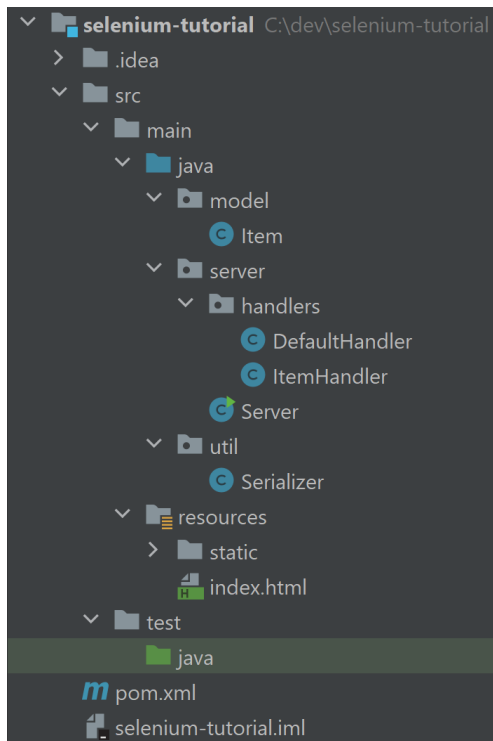 selenium-tutorial C:\dev\selenium-tutorial
.idea
src
main
java
model
C Item
server
handlers
C DefaultHandler
C ItemHandler
C Server
util
C Serializer
resources
static
H index.html
test
java
m pom.xml
selenium-tutorial.iml